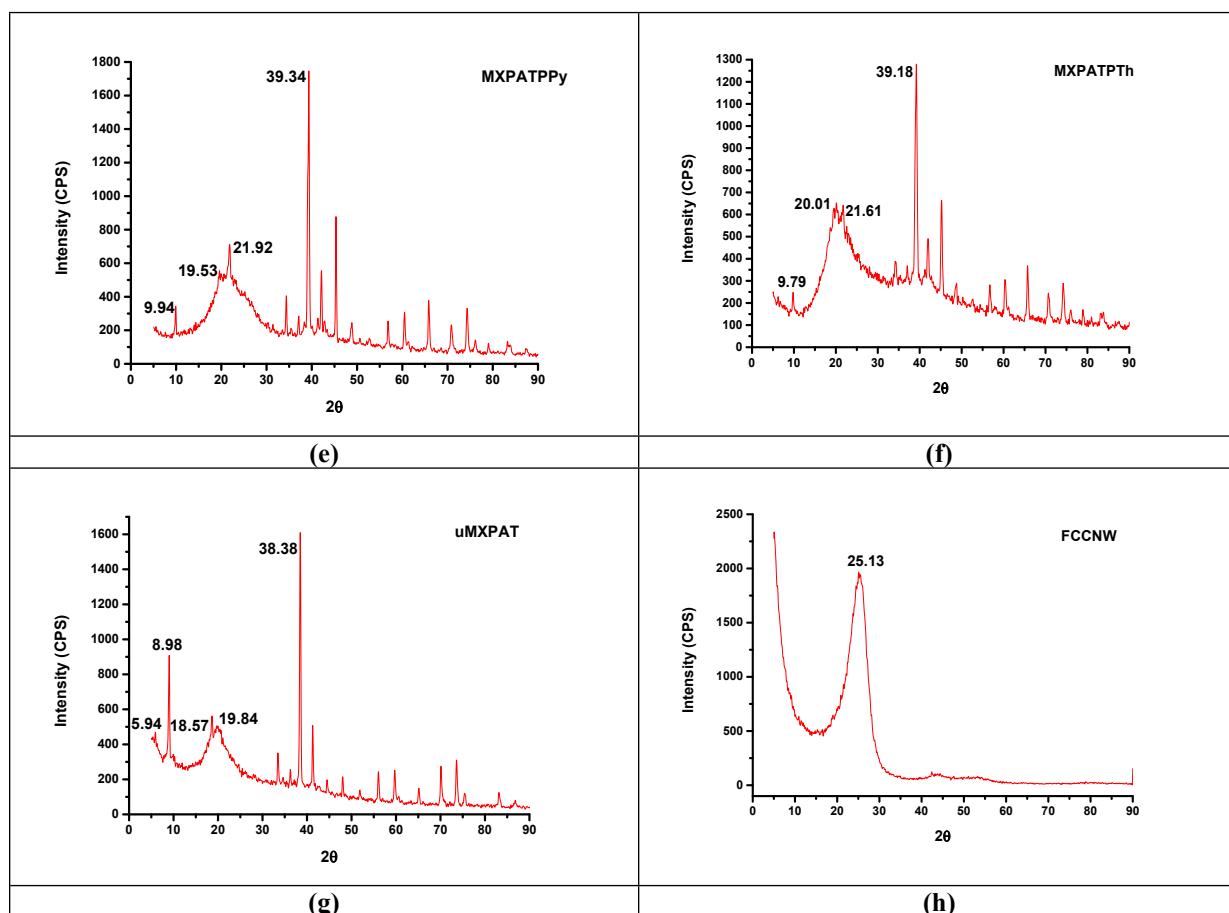 MXPATPPy
39.34
21.92
19.53
9.94
Intensity (CPS)
1800
1600
1400
1200
1000
800
600
400
200
0
0 10 20 30 40 50 60 70 80 90
2θ
(e)
MXPATPTh
39.18
20.01
21.61
9.79
Intensity (CPS)
1300
1200
1100
1000
900
800
700
600
500
400
300
200
100
0
0 10 20 30 40 50 60 70 80 90
2θ
(f)
uMXPAT
38.38
8.98
5.94
18.57
19.84
Intensity (CPS)
1600
1400
1200
1000
800
600
400
200
0
0 10 20 30 40 50 60 70 80 90
2θ
(g)
FCCNW
25.13
Intensity (CPS)
2500
2000
1500
1000
500
0
0 10 20 30 40 50 60 70 80 90
2θ
(h)